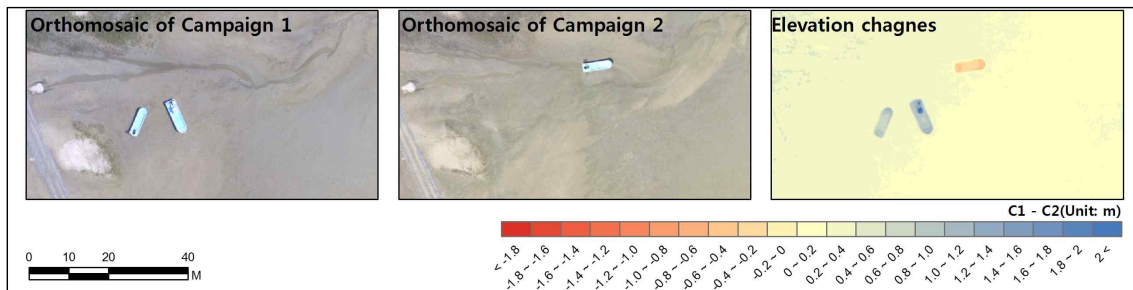 Orthomosaic of Campaign 1
Orthomosaic of Campaign 2
Elevation chagnes
C1 - C2(Unit: m)
< -1.8
-1.8 ~ -1.6
-1.6 ~ -1.4
-1.4 ~ -1.2
-1.2 ~ -1.0
-1.0 ~ -0.8
-0.8 ~ -0.6
-0.6 ~ -0.4
-0.4 ~ -0.2
-0.2 ~ 0
0 ~ 0.2
0.2 ~ 0.4
0.4 ~ 0.6
0.6 ~ 0.8
0.8 ~ 1.0
1.0 ~ 1.2
1.2 ~ 1.4
1.4 ~ 1.6
1.6 ~ 1.8
1.8 ~ 2
2 <
0 10 20 40
M